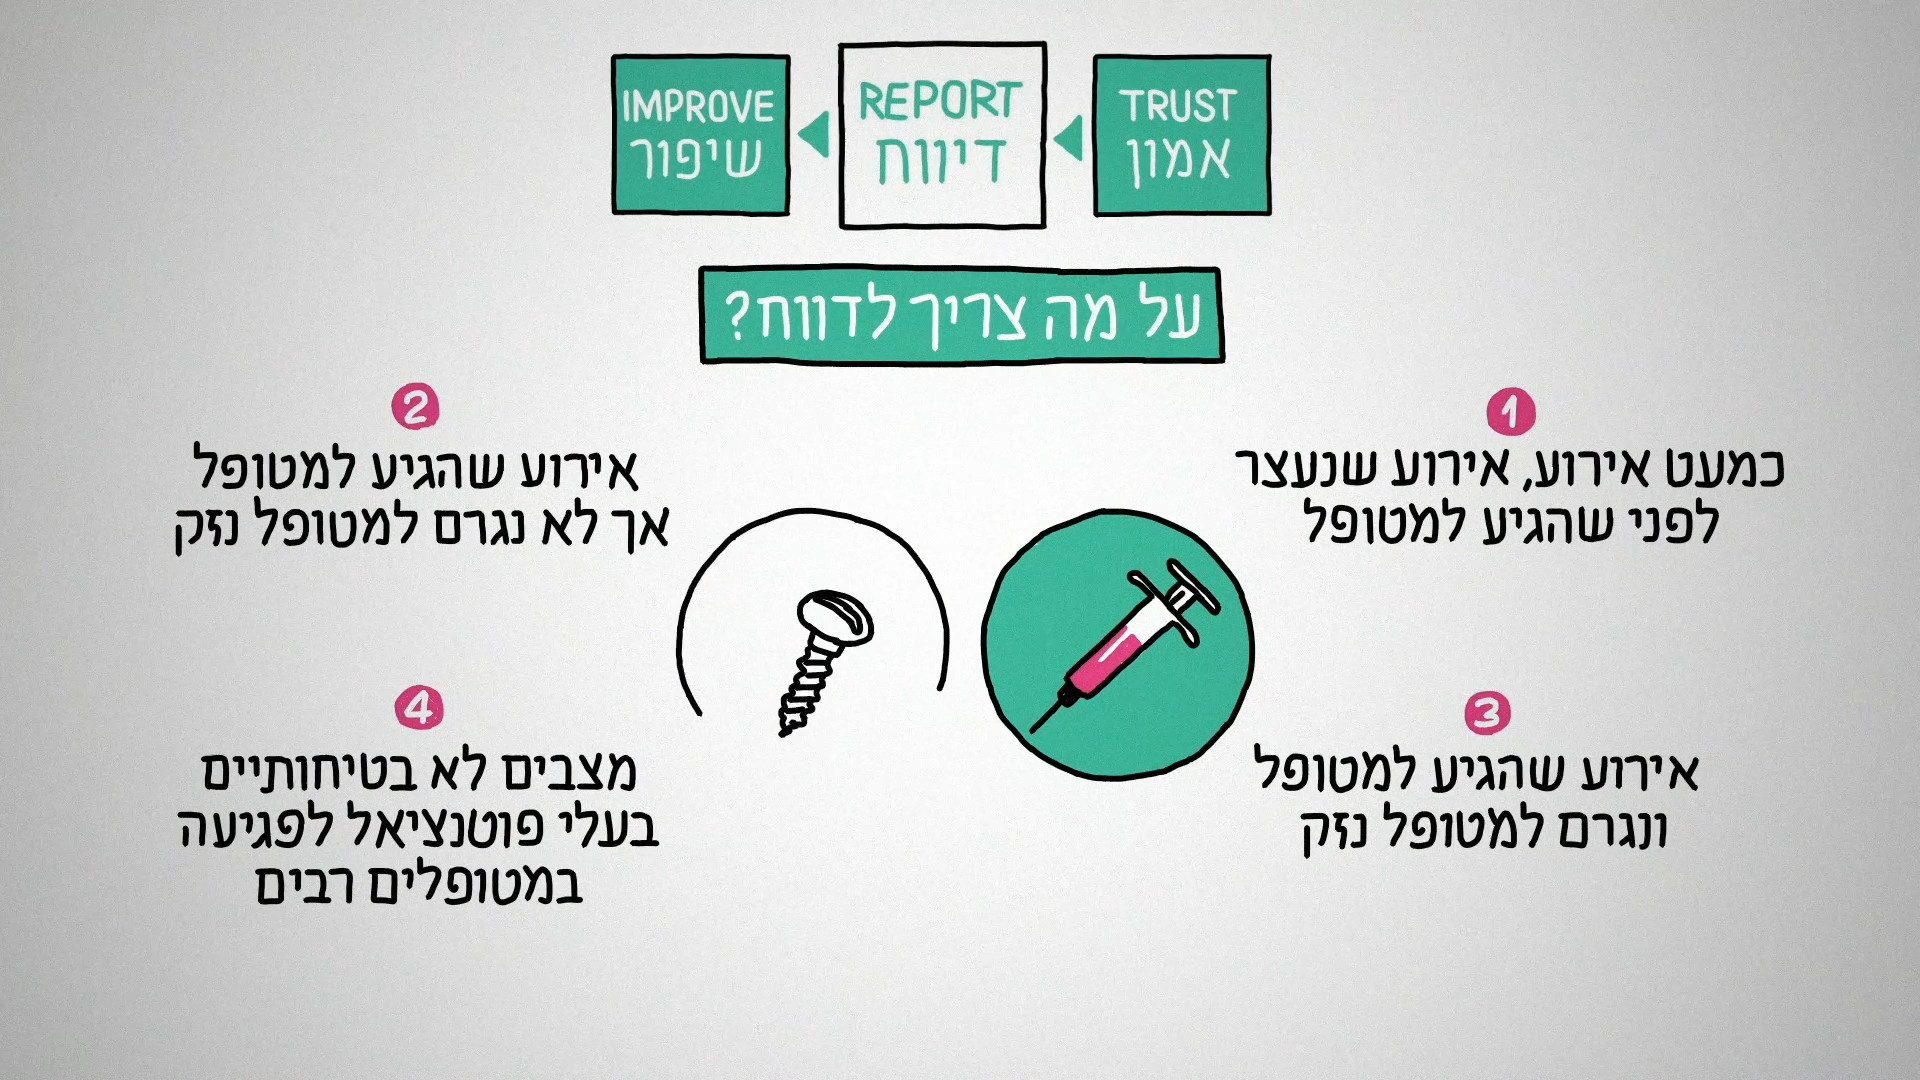 TRUST
אמון
REPORT
דיווח
IMPROVE
שיפור
על מה צריך לדווח?
1
כמעט אירוע, אירוע שנעצר
לפני שהגיע למטופל
2
אירוע שהגיע למטופל
אך לא נגרם למטופל נזק
3
אירוע שהגיע למטופל
ונגרם למטופל נזק
4
מצבים לא בטיחותיים
בעלי פוטנציאל לפגיעה
במטופלים רבים